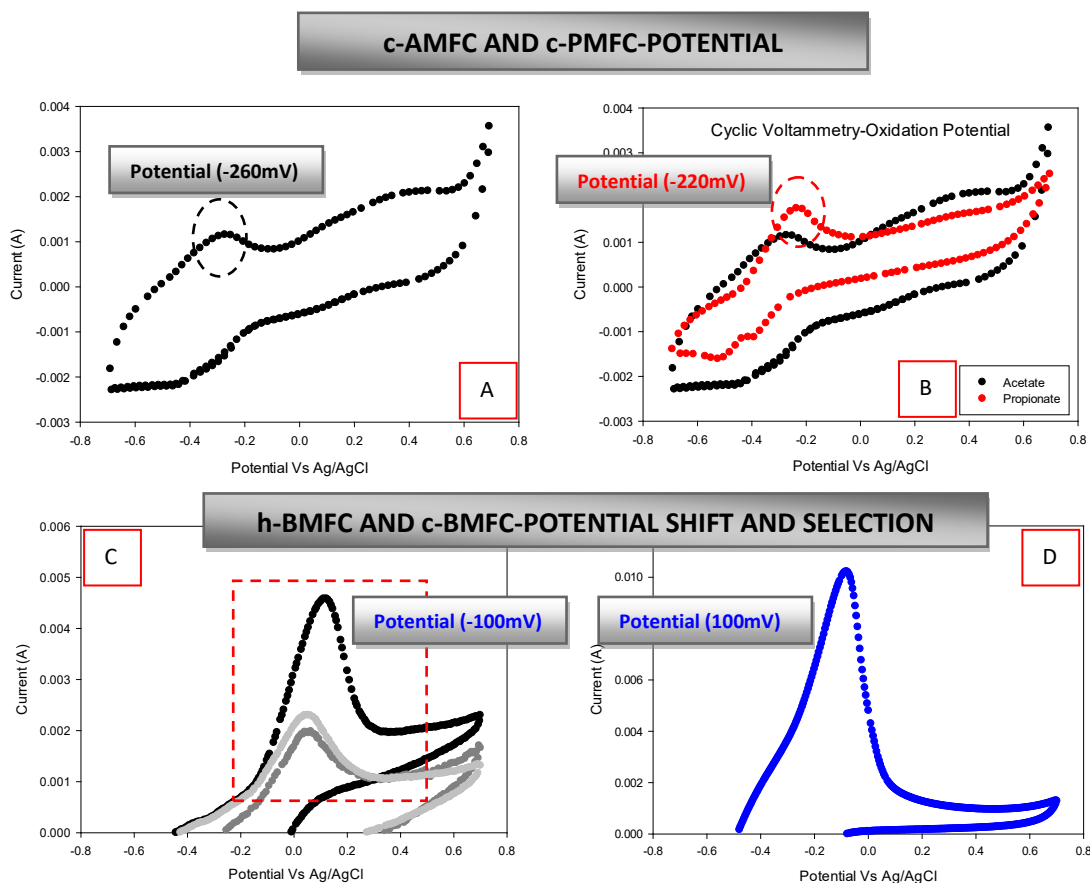 c-AMFC AND c-PMFC-POTENTIAL
0.004
0.003
0.002
0.001
0.000
-0.001
-0.002
-0.003
Current (A)
Potential (-260mV)
A
-0.8 -0.6 -0.4 -0.2 0.0 0.2 0.4 0.6 0.8
Potential Vs Ag/AgCl
0.004
0.003
0.002
0.001
0.000
-0.001
-0.002
-0.003
Current (A)
Cyclic Voltammetry-Oxidation Potential
Potential (-220mV)
B
Acetate
Propionate
-0.8 -0.6 -0.4 -0.2 0.0 0.2 0.4 0.6 0.8
Potential Vs Ag/AgCl
h-BMFC AND c-BMFC-POTENTIAL SHIFT AND SELECTION
0.006
0.005
0.004
0.003
0.002
0.001
0.000
Current (A)
C
Potential (-100mV)
-0.8 -0.6 -0.4 -0.2 0.0 0.2 0.4 0.6 0.8
Potential Vs Ag/AgCl
0.010
0.008
0.006
0.004
0.002
0.000
Current (A)
D
Potential (100mV)
-0.8 -0.6 -0.4 -0.2 0.0 0.2 0.4 0.6 0.8
Potential Vs Ag/AgCl